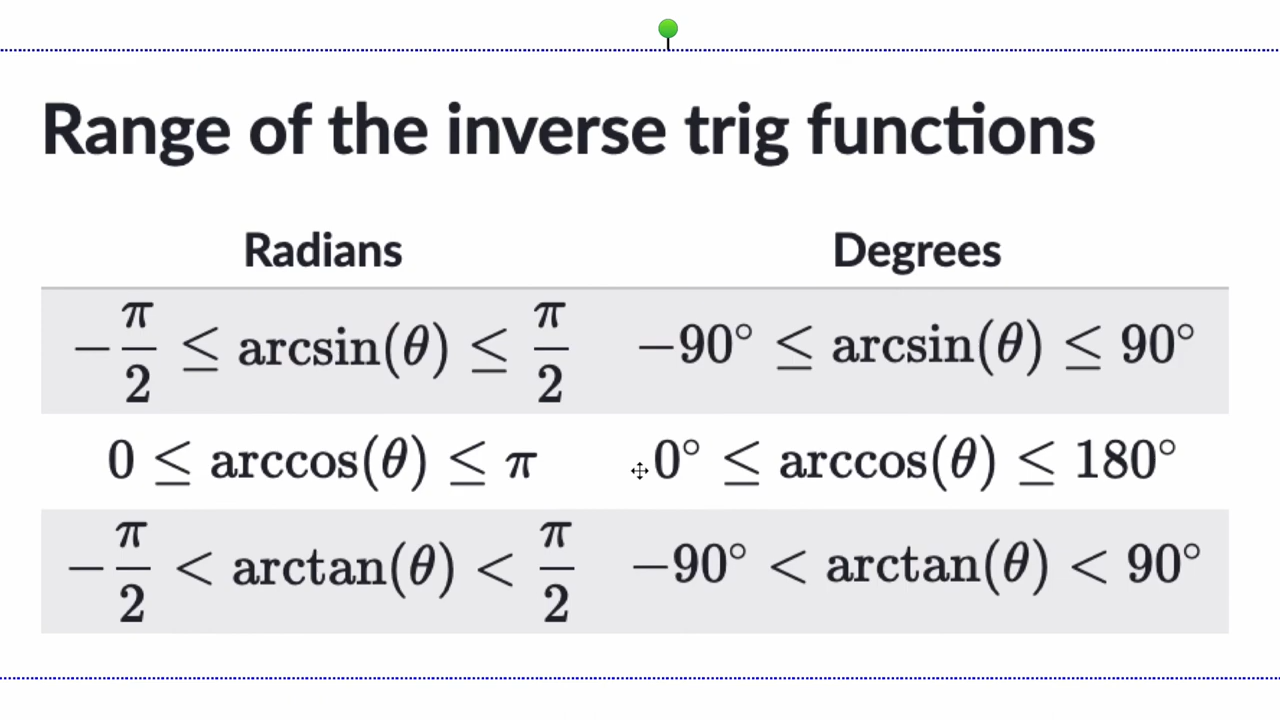 Range of the inverse trig functions
Radians Degrees
−π/2 ≤ arcsin(θ) ≤ π/2 −90° ≤ arcsin(θ) ≤ 90°
0 ≤ arccos(θ) ≤ π 0° ≤ arccos(θ) ≤ 180°
−π/2 < arctan(θ) < π/2 −90° < arctan(θ) < 90°